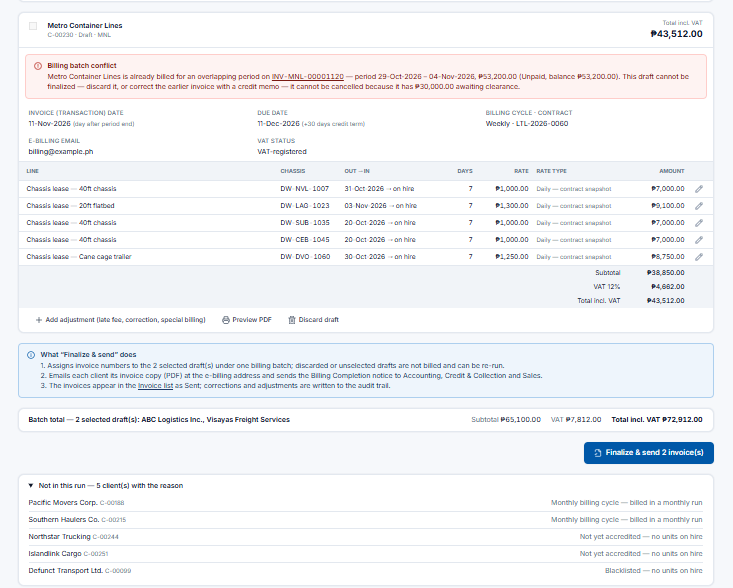 Metro Container Lines
C-00230 · Draft · MNL
Total incl. VAT
₱43,512.00
Billing batch conflict
Metro Container Lines is already billed for an overlapping period on INV-MNL-00001120 — period 29-Oct-2026 – 04-Nov-2026, ₱53,200.00 (Unpaid, balance ₱53,200.00). This draft cannot be
finalized — discard it, or correct the earlier invoice with a credit memo — it cannot be cancelled because it has ₱30,000.00 awaiting clearance.
INVOICE (TRANSACTION) DATE DUE DATE BILLING CYCLE · CONTRACT
11-Nov-2026 (day after period end) 11-Dec-2026 (+30 days credit term) Weekly · LTL-2026-0060
E-BILLING EMAIL VAT STATUS
billing@example.ph VAT-registered
LINE CHASSIS OUT → IN DAYS RATE RATE TYPE AMOUNT
Chassis lease — 40ft chassis DW-NVL-1007 31-Oct-2026 → on hire 7 ₱1,000.00 Daily — contract snapshot ₱7,000.00
Chassis lease — 20ft flatbed DW-LAG-1023 03-Nov-2026 → on hire 7 ₱1,300.00 Daily — contract snapshot ₱9,100.00
Chassis lease — 40ft chassis DW-SUB-1035 20-Oct-2026 → on hire 7 ₱1,000.00 Daily — contract snapshot ₱7,000.00
Chassis lease — 40ft chassis DW-CEB-1045 20-Oct-2026 → on hire 7 ₱1,000.00 Daily — contract snapshot ₱7,000.00
Chassis lease — Cane cage trailer DW-DVO-1060 20-Oct-2026 → on hire 7 ₱1,250.00 Daily — contract snapshot ₱8,750.00
Subtotal ₱38,850.00
VAT 12% ₱4,662.00
Total incl. VAT ₱43,512.00
+ Add adjustment (late fee, correction, special billing) Preview PDF Discard draft
What "Finalize & send" does
1. Assigns invoice numbers to the 2 selected draft(s) under one billing batch; discarded or unselected drafts are not billed and can be re-run.
2. Emails each client its invoice copy (PDF) at the e-billing address and sends the Billing Completion notice to Accounting, Credit & Collection and Sales.
3. The invoices appear in the Invoice list as Sent; corrections and adjustments are written to the audit trail.
Batch total — 2 selected draft(s): ABC Logistics Inc., Visayas Freight Services Subtotal ₱65,100.00 VAT ₱7,812.00 Total incl. VAT ₱72,912.00
Finalize & send 2 invoice(s)
▼ Not in this run — 5 client(s) with the reason
Pacific Movers Corp. C-00188 Monthly billing cycle — billed in a monthly run
Southern Haulers Co. C-00215 Monthly billing cycle — billed in a monthly run
Northstar Trucking C-00244 Not yet accredited — no units on hire
Islandlink Cargo C-00251 Not yet accredited — no units on hire
Defunct Transport Ltd. C-00099 Blacklisted — no units on hire